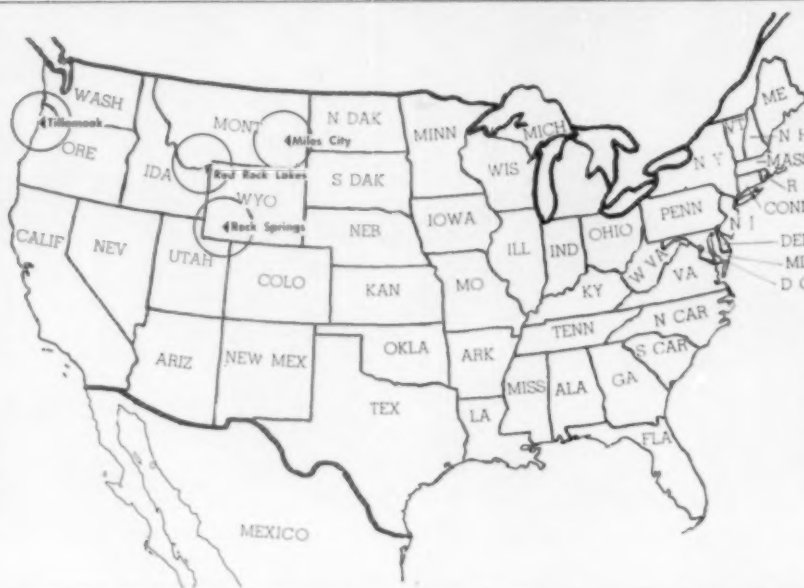 WASH
Tillamook
ORE
MONT
Miles City
IDA
Red Rock Lakes
WYO
Rock Springs
N DAK
S DAK
MINN
MICH
WIS
ME
VT
N H
N Y
MASS
R
CONN
PENN
N J
DEL
D C
CALIF
NEV
UTAH
COLO
NEB
KAN
IOWA
ILL
IND
OHIO
MO
KY
W VA
VA
N CAR
TENN
S CAR
ARIZ
NEW MEX
OKLA
ARK
TEX
LA
MISS
ALA
GA
FLA
MEXICO